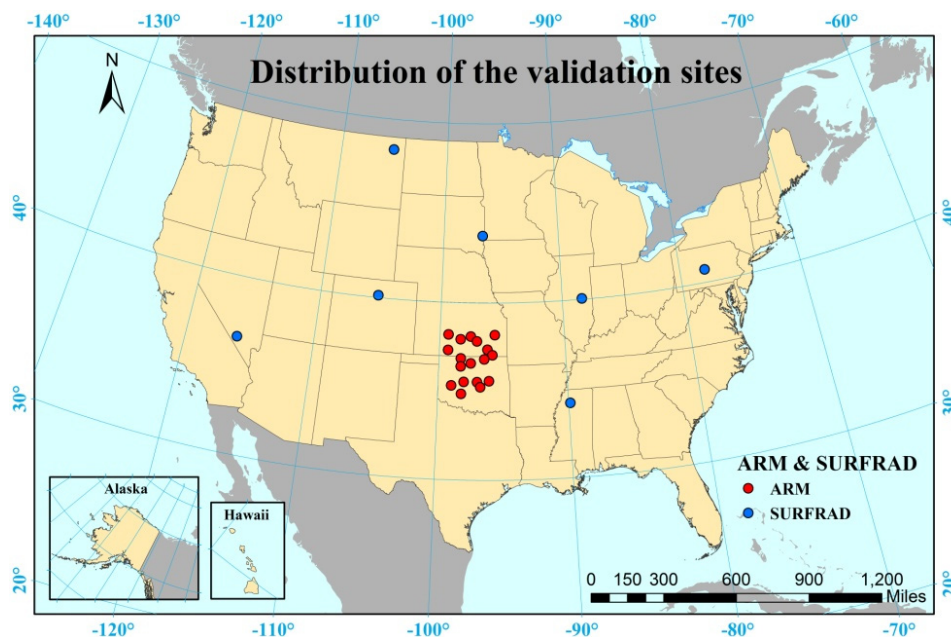 -140° -130° -120° -110° -100° -90° -80° -70° -60°
N
Distribution of the validation sites
40° 40°
30° 30°
20° 20°
ARM & SURFRAD
ARM
SURFRAD
Alaska
Hawaii
0 150 300 600 900 1,200
Miles
-120° -110° -100° -90° -80° -70°